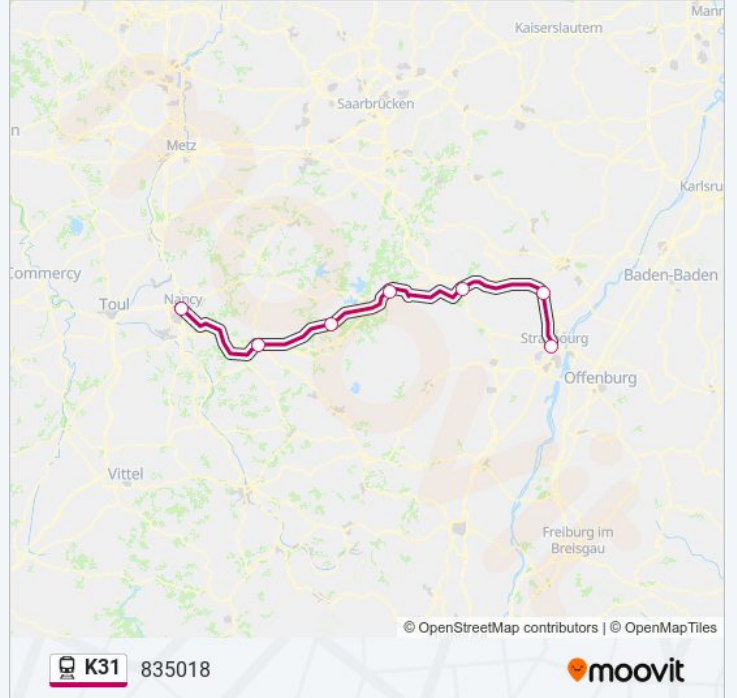 Mann
Kaiserslautern
Saarbrücken
n
Metz
Karlsru
Commercy
Toul
Nancy
Baden-Baden
Offenburg
Vittel
Freiburg im
Breisgau
© OpenStreetMap contributors | © OpenMapTiles
K31 835018
moovit